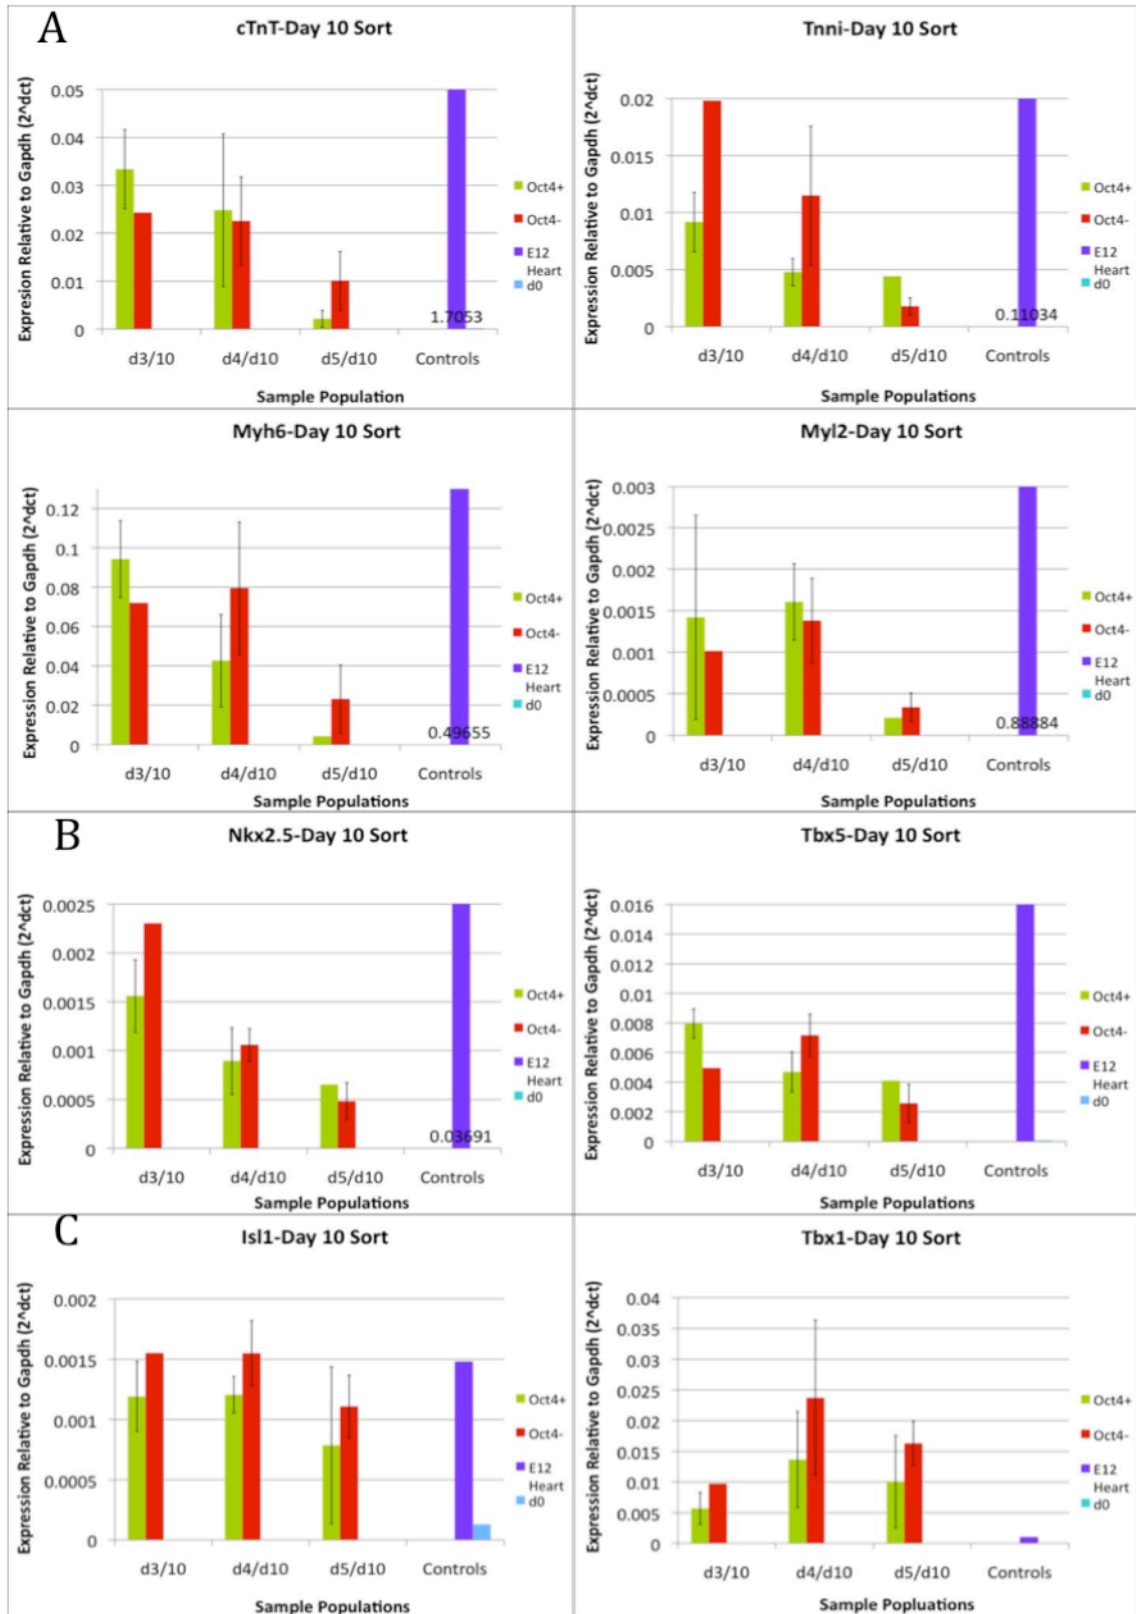 A
cTnT-Day 10 Sort
Expresion Relative to Gapdh (2^dct)
0.05
0.04
0.03
0.02
0.01
0
1.7053
d3/10 d4/d10 d5/d10 Controls
Sample Population
Oct4+
Oct4-
E12
Heart
d0
Tnni-Day 10 Sort
Expression Relative to Gapdh (2^dct)
0.02
0.015
0.01
0.005
0
0.11034
d3/10 d4/d10 d5/d10 Controls
Sample Populations
Oct4+
Oct4-
E12
Heart
d0
Myh6-Day 10 Sort
Expression Relative to Gapdh (2^dct)
0.12
0.1
0.08
0.06
0.04
0.02
0
0.49655
d3/10 d4/d10 d5/d10 Controls
Sample Populations
Oct4+
Oct4-
E12
Heart
d0
Myl2-Day 10 Sort
Expression Relative to Gapdh (2^dct)
0.003
0.0025
0.002
0.0015
0.001
0.0005
0
0.88884
d3/10 d4/d10 d5/d10 Controls
Sample Populations
Oct4+
Oct4-
E12
Heart
d0
B
Nkx2.5-Day 10 Sort
Expression Relative to Gapdh (2^dct)
0.0025
0.002
0.0015
0.001
0.0005
0
0.03691
d3/10 d4/d10 d5/d10 Controls
Sample Populations
Oct4+
Oct4-
E12
Heart
d0
Tbx5-Day 10 Sort
Expression Relative to Gapdh (2^dct)
0.016
0.014
0.012
0.01
0.008
0.006
0.004
0.002
0
d3/10 d4/d10 d5/d10 Controls
Sample Populations
Oct4+
Oct4-
E12
Heart
d0
C
Isl1-Day 10 Sort
Expression Relative to Gapdh (2^dct)
0.002
0.0015
0.001
0.0005
0
d3/10 d4/d10 d5/d10 Controls
Sample Populations
Oct4+
Oct4-
E12
Heart
d0
Tbx1-Day 10 Sort
Expression Relative to Gapdh (2^dct)
0.04
0.035
0.03
0.025
0.02
0.015
0.01
0.005
0
d3/10 d4/d10 d5/d10 Controls
Sample Popluations
Oct4+
Oct4-
E12
Heart
d0